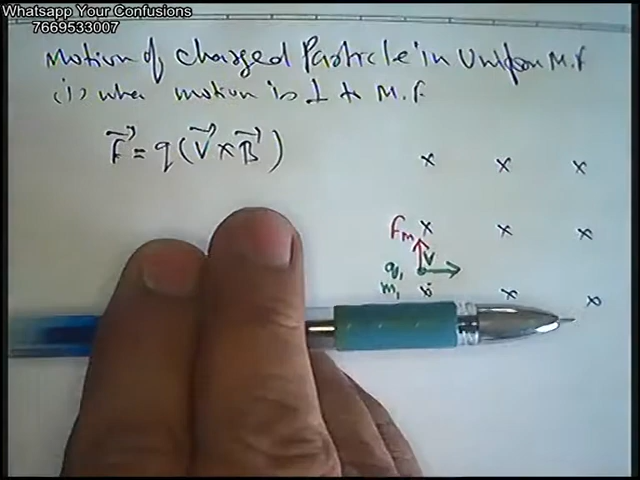 Whatsapp Your Confusions
7669533007
Motion of Charged Particle in Uniform M.F
(i) when motion is ⊥ to M.F
F⃗ = q(V⃗ × B⃗)
x x x
Fm x x x
V
q,
m, x x x